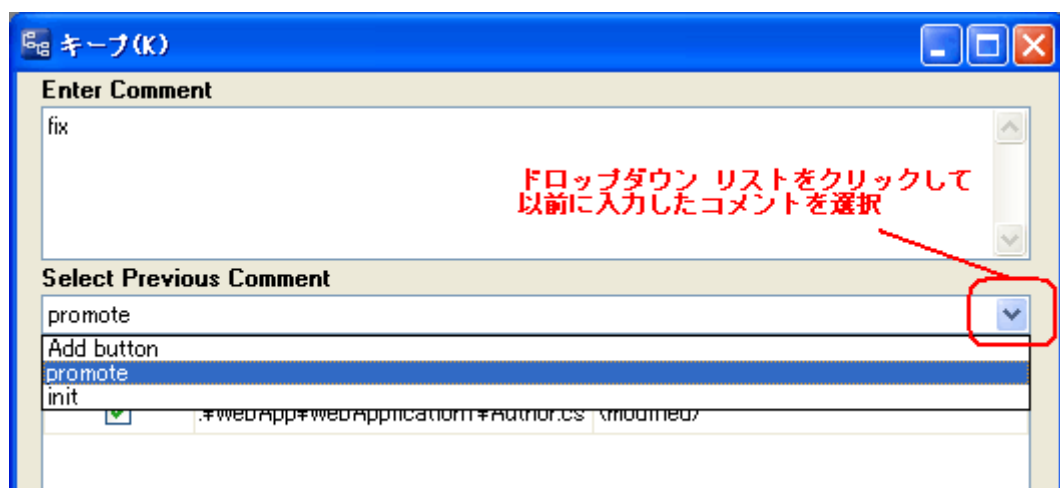 キープ(K)
Enter Comment
fix
ドロップダウン リストをクリックして
以前に入力したコメントを選択
Select Previous Comment
promote
Add button
promote
init
.¥WebApp¥WebApplication1¥Author.cs (modified)